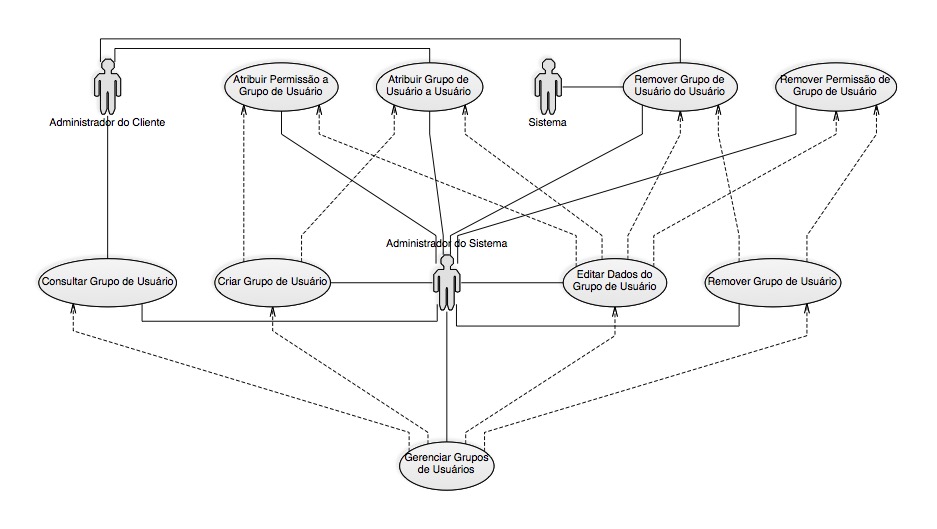 Atribuir Permissão a
Grupo de Usuário
Atribuir Grupo de
Usuário a Usuário
Remover Grupo de
Usuário do Usuário
Remover Permissão de
Grupo de Usuário
Administrador do Cliente
Sistema
Administrador do Sistema
Consultar Grupo de Usuário
Criar Grupo de Usuário
Editar Dados do
Grupo de Usuário
Remover Grupo de Usuário
Gerenciar Grupos
de Usuários